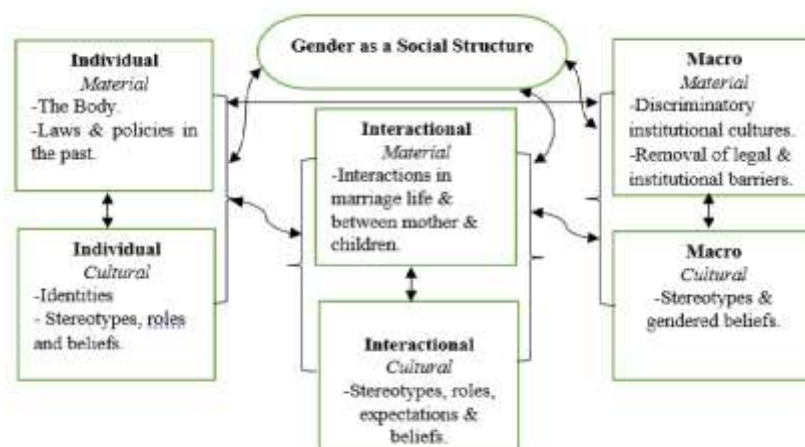 Gender as a Social Structure
Individual
Material
-The Body.
-Laws & policies in
the past.
Individual
Cultural
-Identities
- Stereotypes, roles
and beliefs.
Interactional
Material
-Interactions in
marriage life &
between mother &
children.
Interactional
Cultural
-Stereotypes, roles,
expectations &
beliefs.
Macro
Material
-Discriminatory
institutional cultures.
-Removal of legal &
institutional barriers.
Macro
Cultural
-Stereotypes &
gendered beliefs.